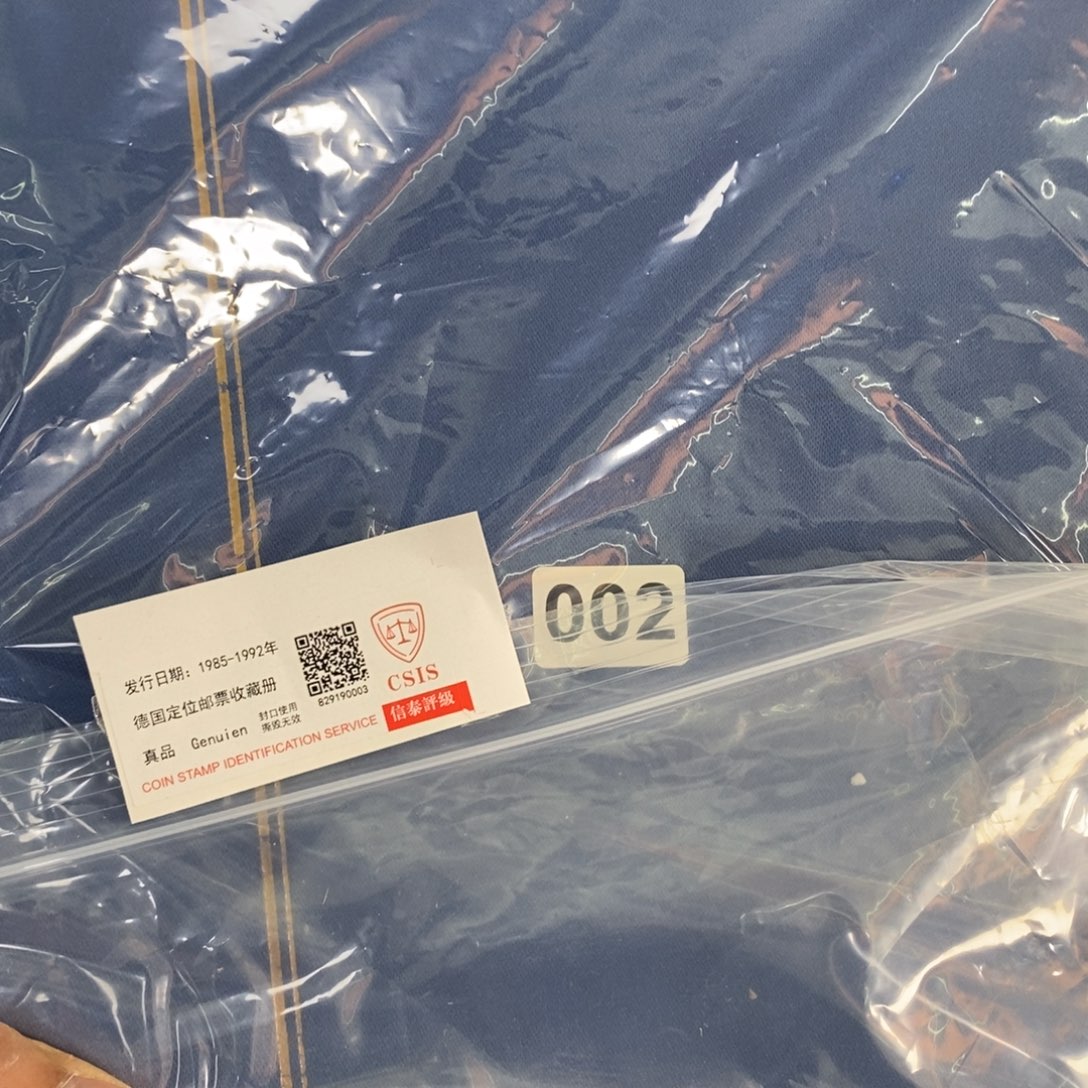 发行日期：1985-1992年
德国定位邮票收藏册
真品 Genuien
封口使用
撕毁无效
829190003
CSIS
信泰評級
COIN STAMP IDENTIFICATION SERVICE
002